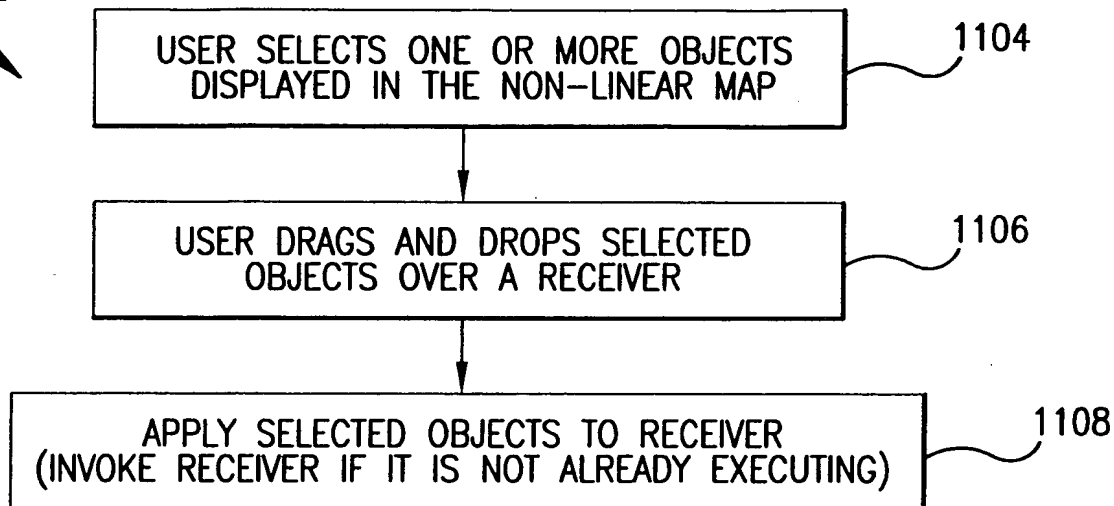 USER SELECTS ONE OR MORE OBJECTS
DISPLAYED IN THE NON-LINEAR MAP
1104
USER DRAGS AND DROPS SELECTED
OBJECTS OVER A RECEIVER
1106
APPLY SELECTED OBJECTS TO RECEIVER
(INVOKE RECEIVER IF IT IS NOT ALREADY EXECUTING)
1108